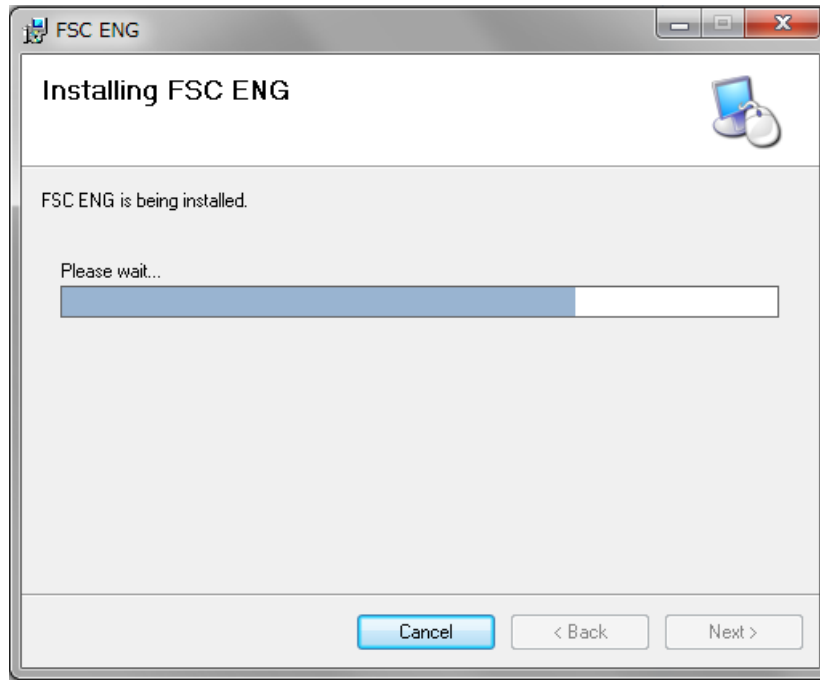 FSC ENG
Installing FSC ENG
FSC ENG is being installed.
Please wait...
Cancel
< Back
Next >